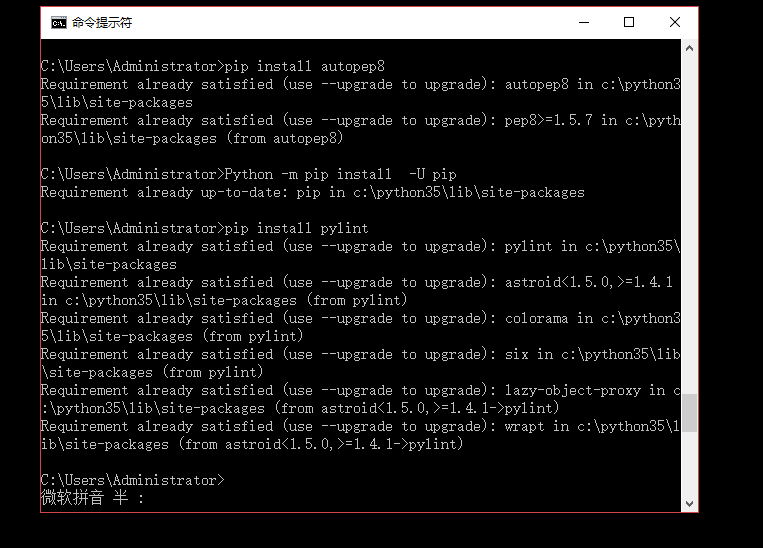 命令提示符
C:\Users\Administrator>pip install autopep8
Requirement already satisfied (use --upgrade to upgrade): autopep8 in c:\python3
5\lib\site-packages
Requirement already satisfied (use --upgrade to upgrade): pep8>=1.5.7 in c:\pyth
on35\lib\site-packages (from autopep8)
C:\Users\Administrator>Python -m pip install  -U pip
Requirement already up-to-date: pip in c:\python35\lib\site-packages
C:\Users\Administrator>pip install pylint
Requirement already satisfied (use --upgrade to upgrade): pylint in c:\python35\
lib\site-packages
Requirement already satisfied (use --upgrade to upgrade): astroid<1.5.0,>=1.4.1
in c:\python35\lib\site-packages (from pylint)
Requirement already satisfied (use --upgrade to upgrade): colorama in c:\python3
5\lib\site-packages (from pylint)
Requirement already satisfied (use --upgrade to upgrade): six in c:\python35\lib
\site-packages (from pylint)
Requirement already satisfied (use --upgrade to upgrade): lazy-object-proxy in c
:\python35\lib\site-packages (from astroid<1.5.0,>=1.4.1->pylint)
Requirement already satisfied (use --upgrade to upgrade): wrapt in c:\python35\l
ib\site-packages (from astroid<1.5.0,>=1.4.1->pylint)
C:\Users\Administrator>
微软拼音 半 :